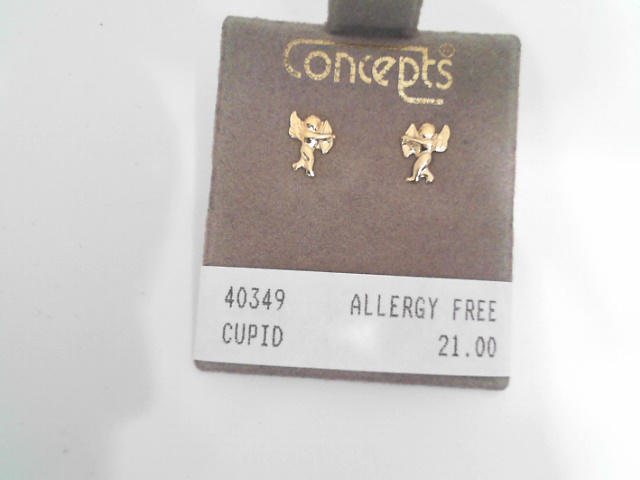 Concepts
40349 ALLERGY FREE
CUPID 21.00